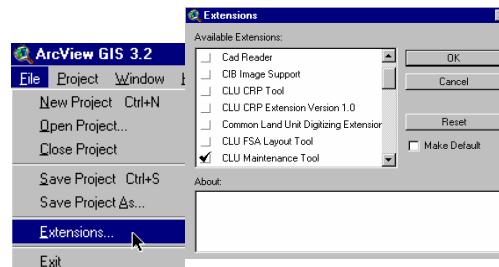 ArcView GIS 3.2
File Project Window
New Project Ctrl+N
Open Project...
Close Project
Save Project Ctrl+S
Save Project As...
Extensions...
Exit
Extensions
Available Extensions:
Cad Reader
CIB Image Support
CLU CRP Tool
CLU CRP Extension Version 1.0
Common Land Unit Digitizing Extension
CLU FSA Layout Tool
CLU Maintenance Tool
OK
Cancel
Reset
Make Default
About: